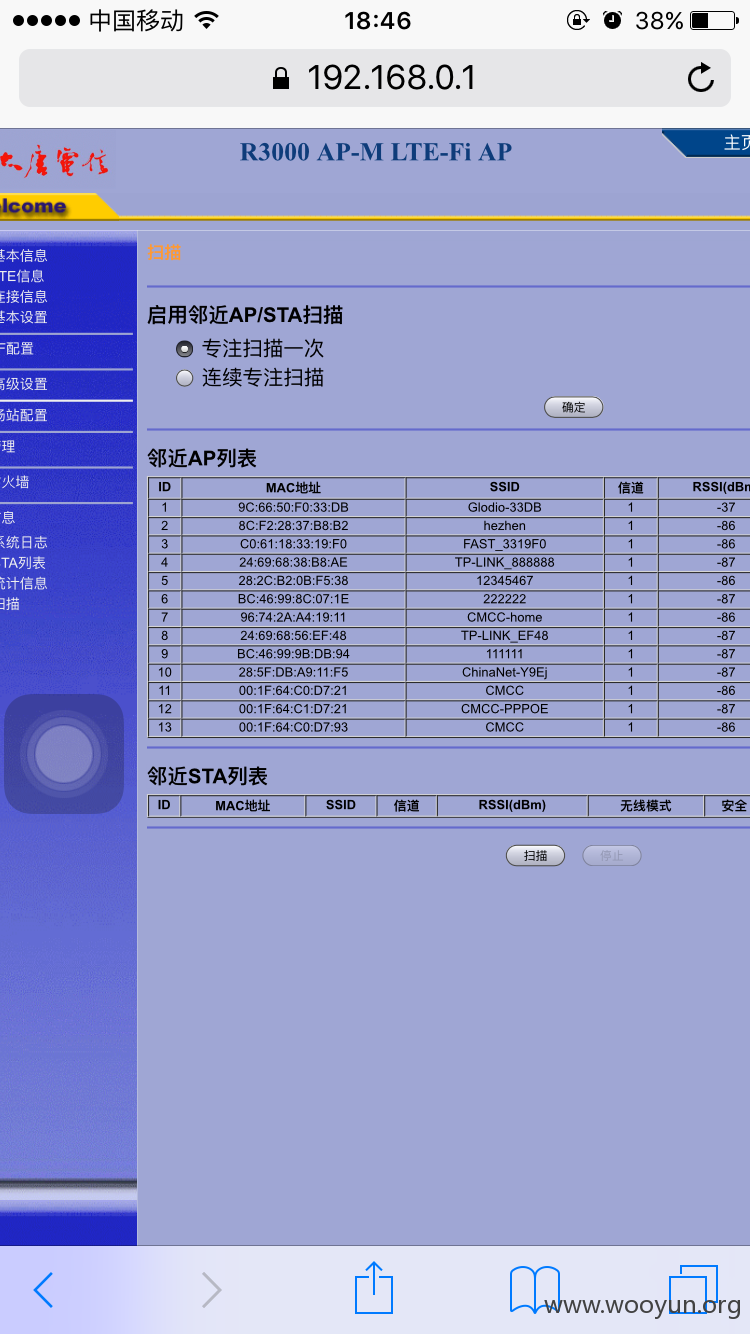 中国移动 18:46 38%
192.168.0.1
大唐電信
R3000 AP-M LTE-Fi AP
主页
elcome
基本信息
TE信息
连接信息
基本设置
F配置
高级设置
场站配置
理
火墙
息
系统日志
STA列表
统计信息
扫描
扫描
启用邻近AP/STA扫描
专注扫描一次
连续专注扫描
确定
邻近AP列表
ID MAC地址 SSID 信道 RSSI(dBm
1 9C:66:50:F0:33:DB Glodio-33DB 1 -37
2 8C:F2:28:37:B8:B2 hezhen 1 -86
3 C0:61:18:33:19:F0 FAST_3319F0 1 -86
4 24:69:68:38:B8:AE TP-LINK_888888 1 -87
5 28:2C:B2:0B:F5:38 12345467 1 -86
6 BC:46:99:8C:07:1E 222222 1 -87
7 96:74:2A:A4:19:11 CMCC-home 1 -86
8 24:69:68:56:EF:48 TP-LINK_EF48 1 -87
9 BC:46:99:9B:DB:94 111111 1 -87
10 28:5F:DB:A9:11:F5 ChinaNet-Y9Ej 1 -87
11 00:1F:64:C0:D7:21 CMCC 1 -86
12 00:1F:64:C1:D7:21 CMCC-PPPOE 1 -87
13 00:1F:64:C0:D7:93 CMCC 1 -86
邻近STA列表
ID MAC地址 SSID 信道 RSSI(dBm) 无线模式 安全
扫描 停止
www.wooyun.org